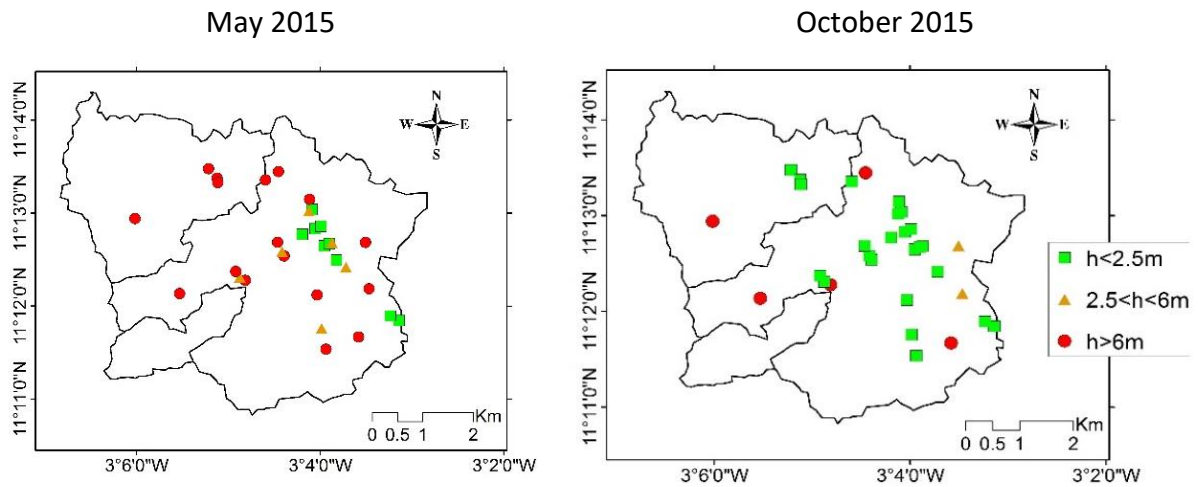 May 2015
October 2015
N
W E
S
11°14'0"N
11°13'0"N
11°12'0"N
11°11'0"N
3°6'0"W
3°4'0"W
3°2'0"W
Km
0 0.5 1 2
N
W E
S
11°14'0"N
11°13'0"N
11°12'0"N
11°11'0"N
3°6'0"W
3°4'0"W
3°2'0"W
Km
0 0.5 1 2
h<2.5m
2.5<h<6m
h>6m